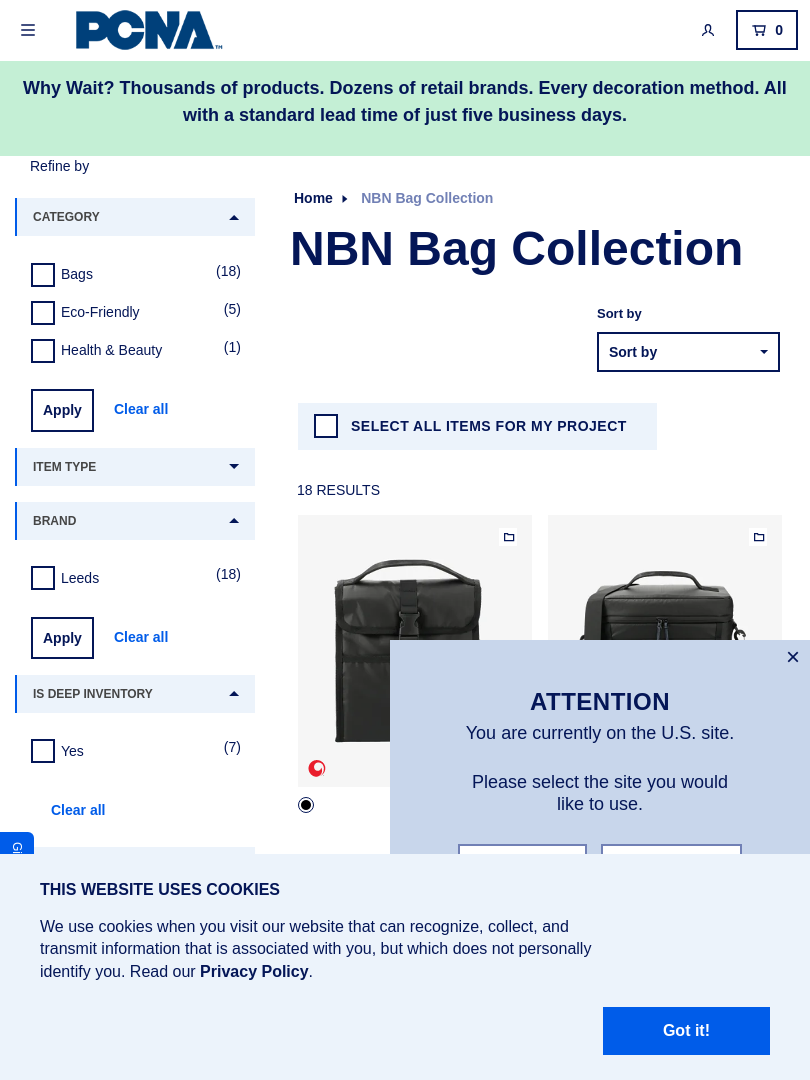 PCNA™
0
Why Wait? Thousands of products. Dozens of retail brands. Every decoration method. All
with a standard lead time of just five business days.
Refine by
CATEGORY
Bags (18)
Eco-Friendly (5)
Health & Beauty (1)
Apply Clear all
ITEM TYPE
BRAND
Leeds (18)
Apply Clear all
IS DEEP INVENTORY
Yes (7)
Clear all
Home NBN Bag Collection
NBN Bag Collection
Sort by
Sort by
SELECT ALL ITEMS FOR MY PROJECT
18 RESULTS
ATTENTION
You are currently on the U.S. site.
Please select the site you would
like to use.
THIS WEBSITE USES COOKIES
We use cookies when you visit our website that can recognize, collect, and
transmit information that is associated with you, but which does not personally
identify you. Read our Privacy Policy.
Got it!